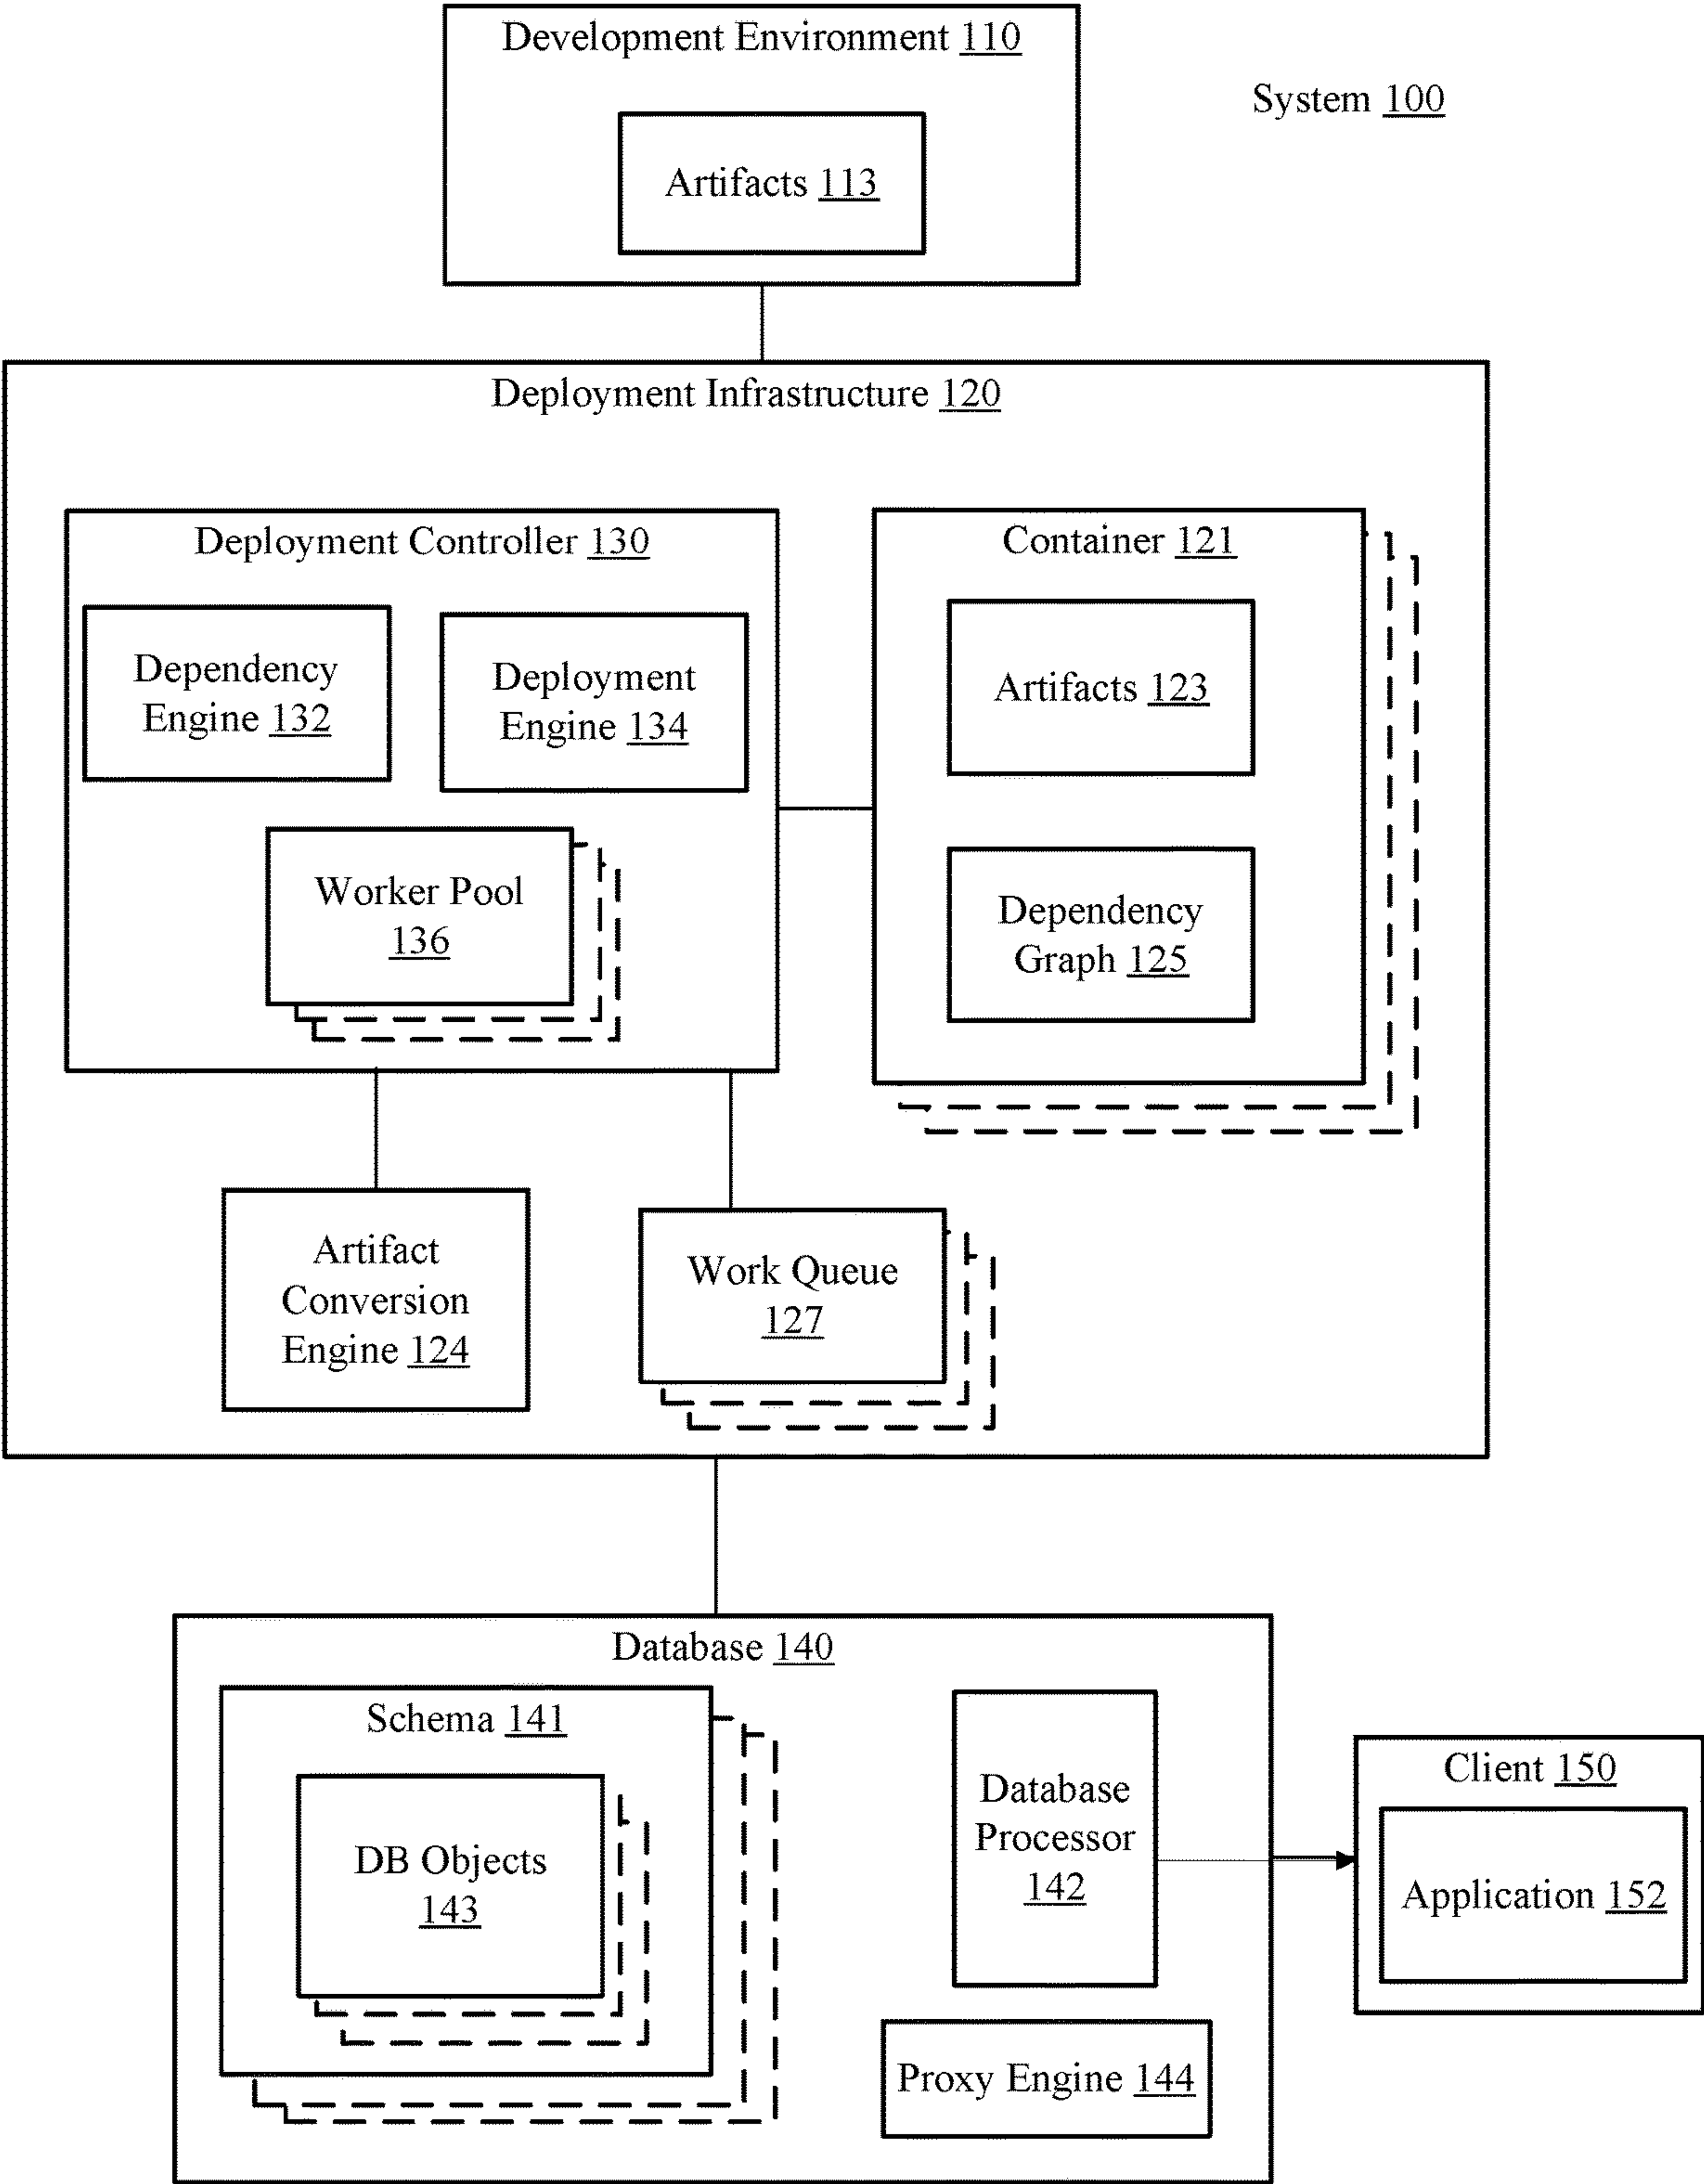 Development Environment 110
System 100
Artifacts 113
Deployment Infrastructure 120
Deployment Controller 130
Dependency
Engine 132
Deployment
Engine 134
Worker Pool
136
Container 121
Artifacts 123
Dependency
Graph 125
Artifact
Conversion
Engine 124
Work Queue
127
Database 140
Schema 141
DB Objects
143
Database
Processor
142
Proxy Engine 144
Client 150
Application 152